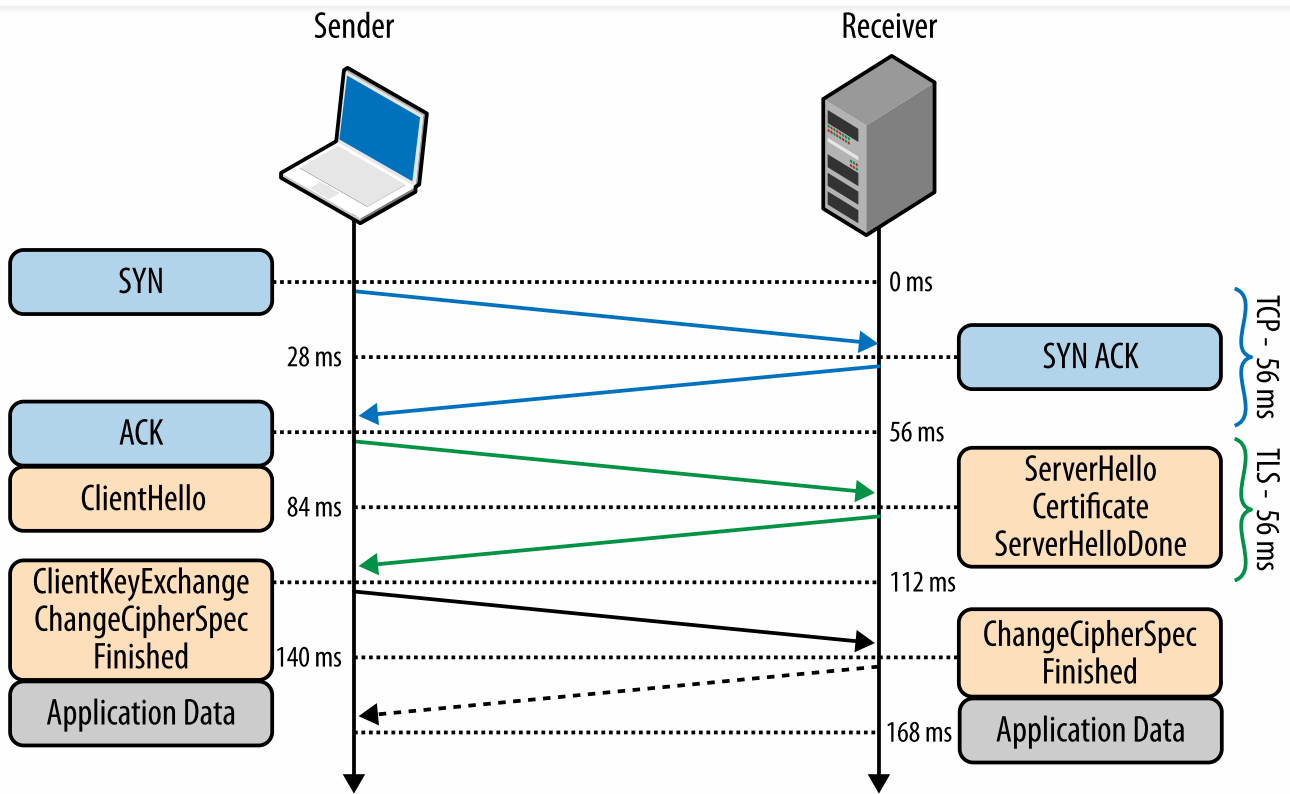 Sender
Receiver
SYN
0 ms
28 ms
SYN ACK
TCP - 56 ms
ACK
56 ms
ClientHello
84 ms
ServerHello
Certificate
ServerHelloDone
TLS - 56 ms
ClientKeyExchange
ChangeCipherSpec
Finished
112 ms
140 ms
ChangeCipherSpec
Finished
Application Data
168 ms
Application Data